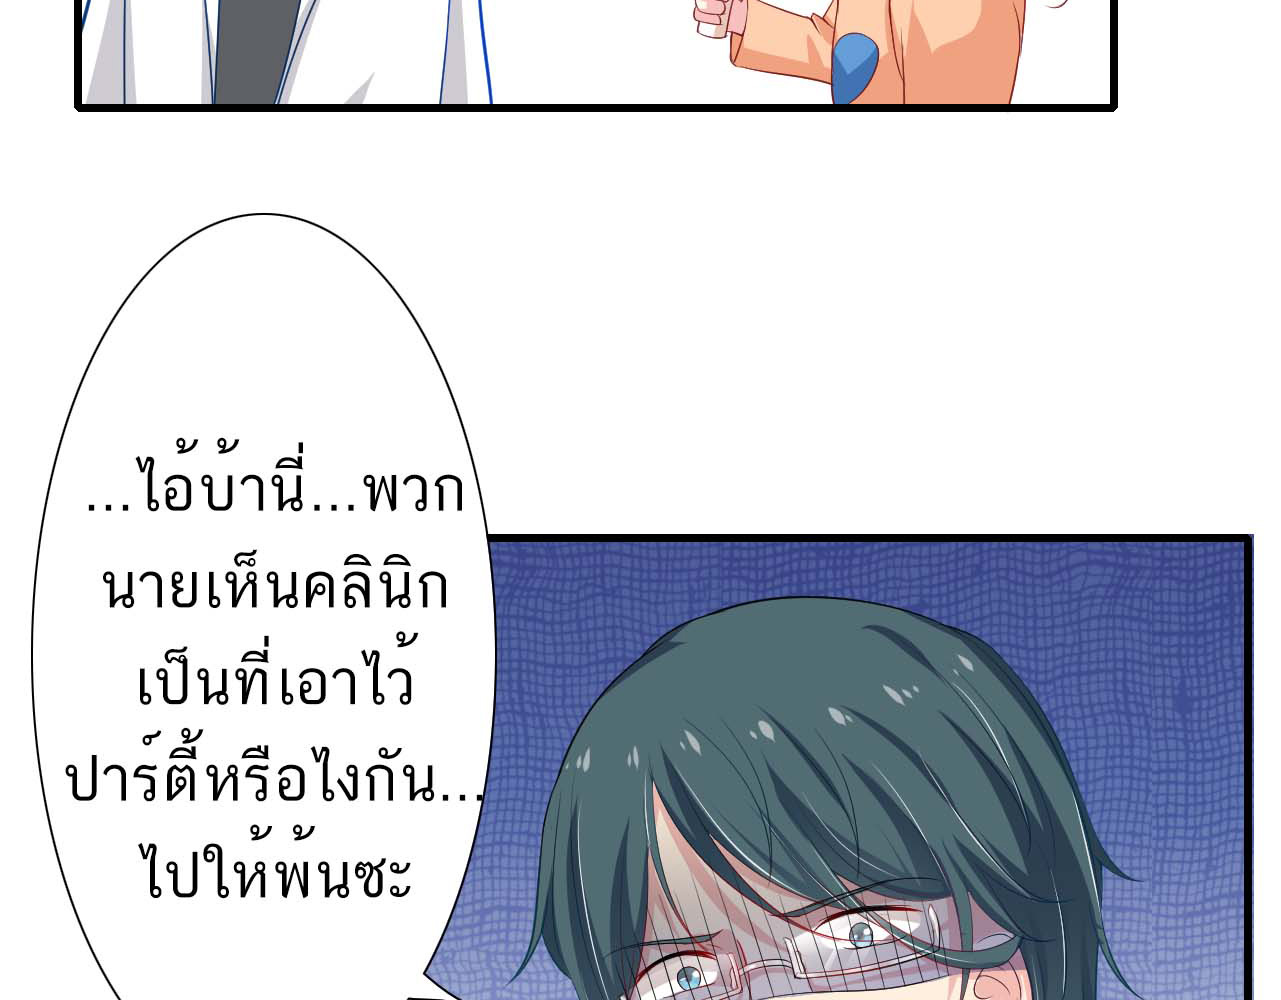 ...ไอ้บ้านี่...พวก
นายเห็นคลินิก
เป็นที่เอาไว้
ปาร์ตี้หรือไงกัน...
ไปให้พ้นซะ